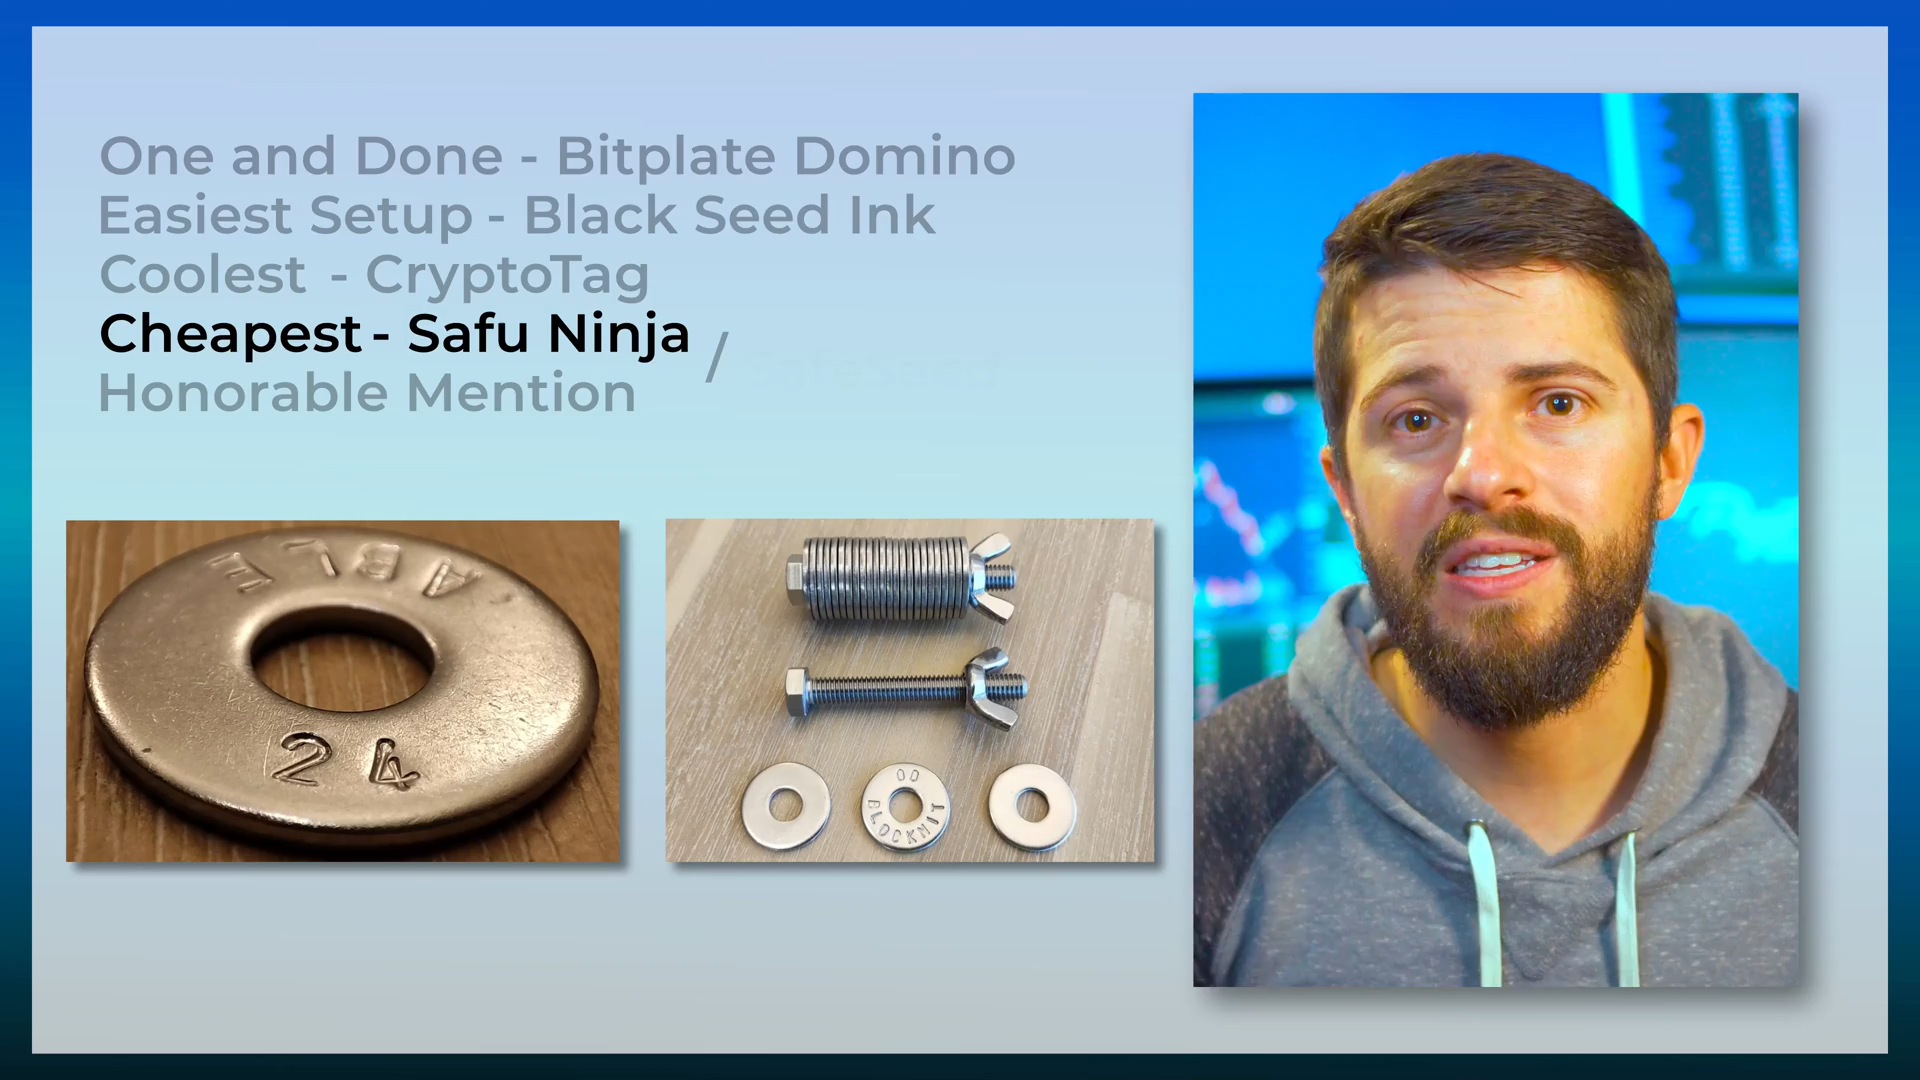 One and Done - Bitplate Domino
Easiest Setup - Black Seed Ink
Coolest - CryptoTag
Cheapest - Safu Ninja /
Honorable Mention
ABLE
24
00
BLOCKMIT